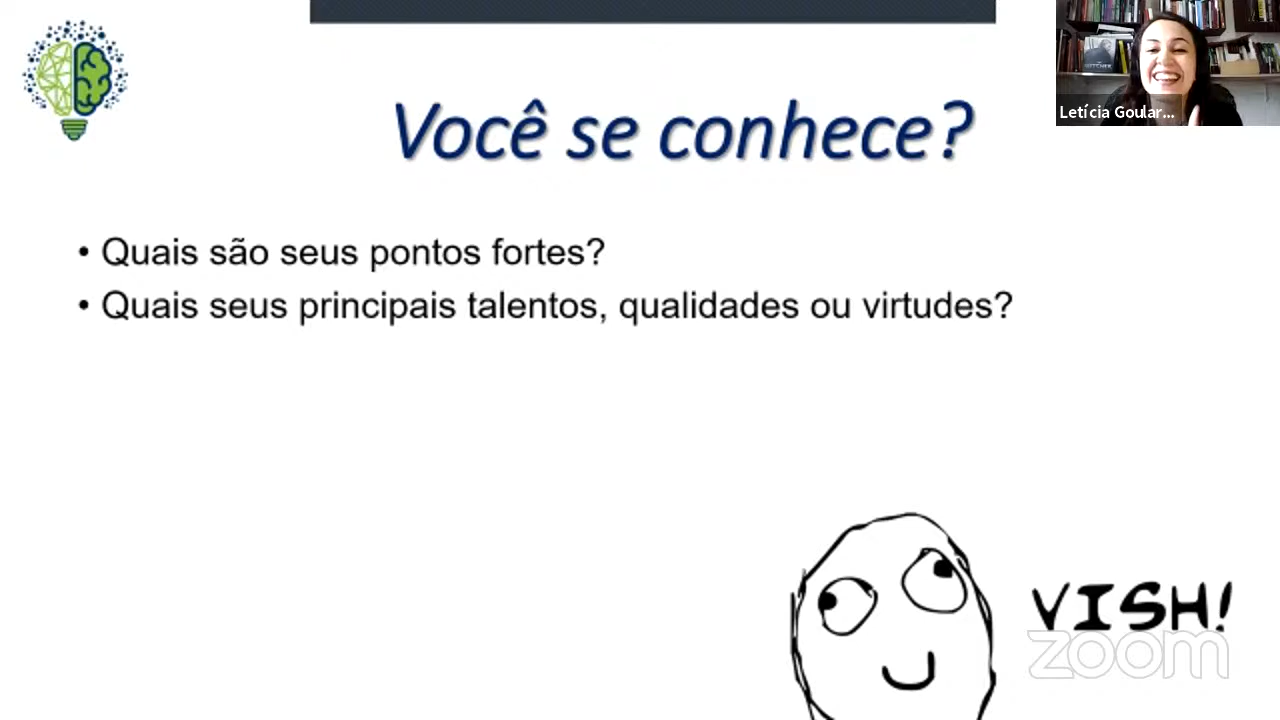 Você se conhece?
Letícia Goular...
• Quais são seus pontos fortes?
• Quais seus principais talentos, qualidades ou virtudes?
VISH!
zoom